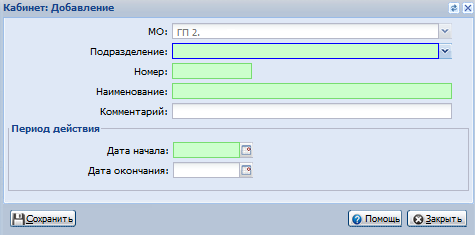 Кабинет: Добавление
МО: ГП 2.
Подразделение:
Номер:
Наименование:
Комментарий:
Период действия
Дата начала:
Дата окончания:
Сохранить Помощь Закрыть